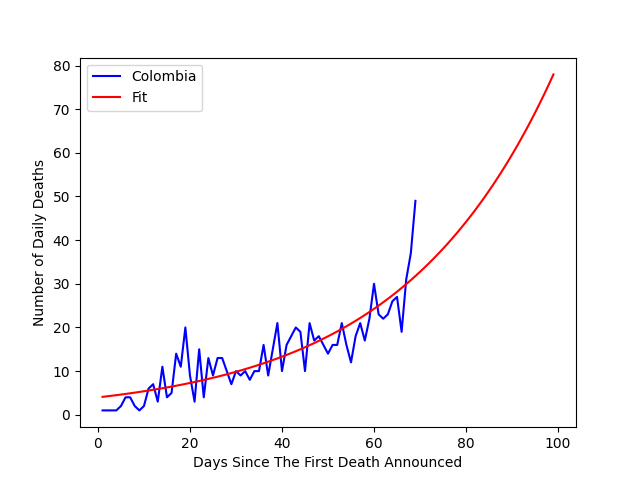 Colombia
Fit
Number of Daily Deaths
80
70
60
50
40
30
20
10
0
0 20 40 60 80 100
Days Since The First Death Announced